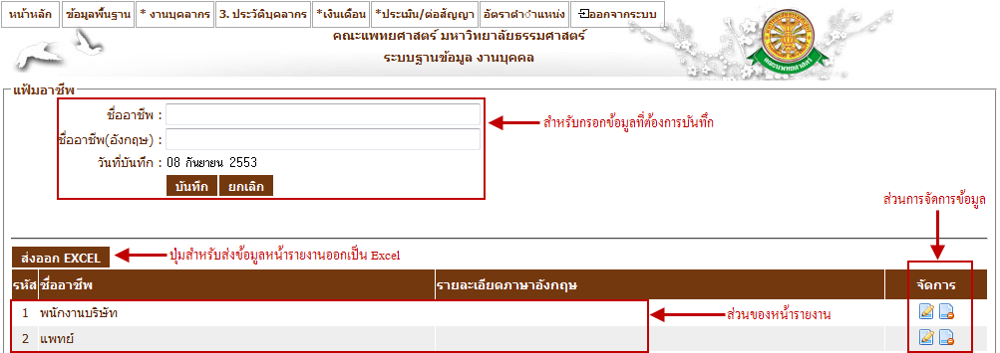 หน้าหลัก ข้อมูลพื้นฐาน * งานบุคลากร 3. ประวัติบุคลากร *เงินเดือน *ประเมิน/ต่อสัญญา อัตราตำแหน่ง ออกจากระบบ
คณะแพทยศาสตร์ มหาวิทยาลัยธรรมศาสตร์
ระบบฐานข้อมูล งานบุคคล
แฟ้มอาชีพ
ชื่ออาชีพ :
สำหรับกรอกข้อมูลที่ต้องการบันทึก
ชื่ออาชีพ(อังกฤษ) :
วันที่บันทึก : 08 กันยายน 2553
บันทึก ยกเลิก
ส่วนการจัดการข้อมูล
ส่งออก EXCEL ปุ่มสำหรับส่งข้อมูลหน้ารายงานออกเป็น Excel
รหัส ชื่ออาชีพ รายละเอียดภาษาอังกฤษ จัดการ
1 พนักงานบริษัท
ส่วนของหน้ารายงาน
2 แพทย์